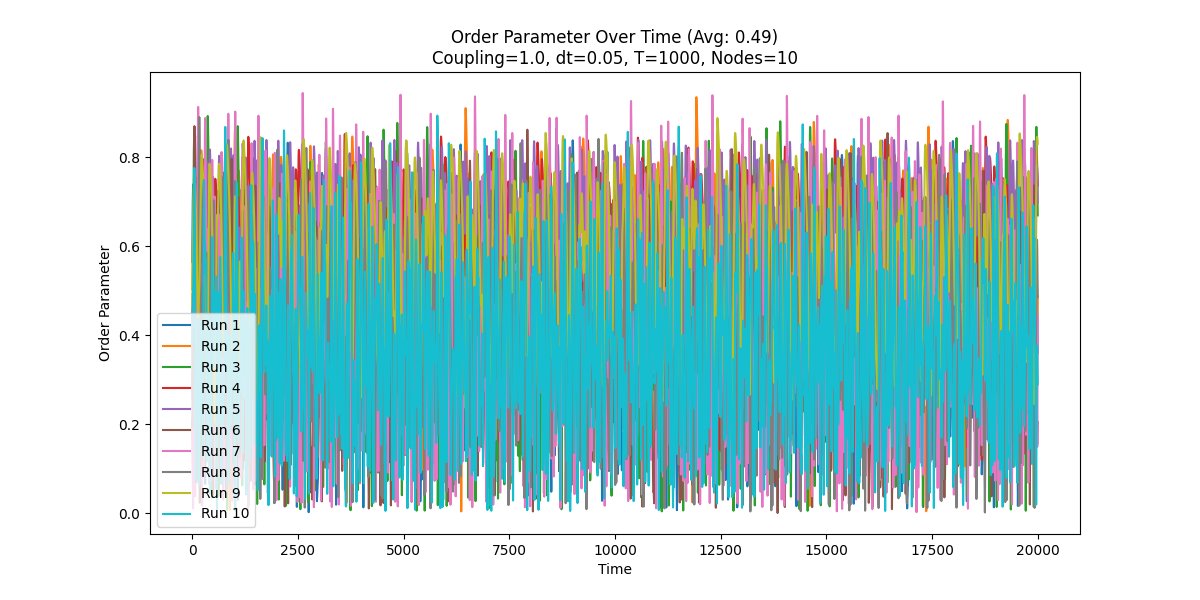 Order Parameter Over Time (Avg: 0.49)
Coupling=1.0, dt=0.05, T=1000, Nodes=10
Order Parameter
0.8
0.6
0.4
0.2
0.0
Run 1
Run 2
Run 3
Run 4
Run 5
Run 6
Run 7
Run 8
Run 9
Run 10
0 2500 5000 7500 10000 12500 15000 17500 20000
Time